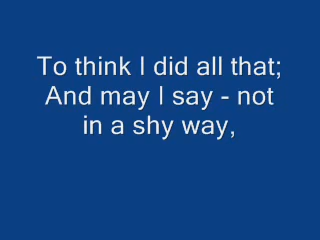 To think I did all that;
And may I say - not
in a shy way,